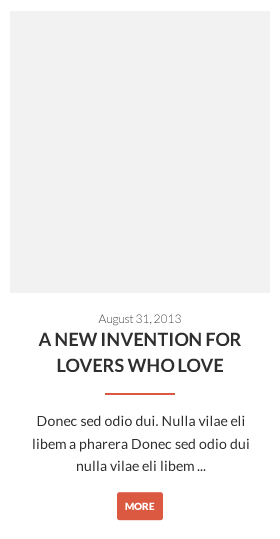 August 31, 2013
A NEW INVENTION FOR
LOVERS WHO LOVE
Donec sed odio dui. Nulla vilae eli
libem a pharera Donec sed odio dui
nulla vilae eli libem ...
MORE